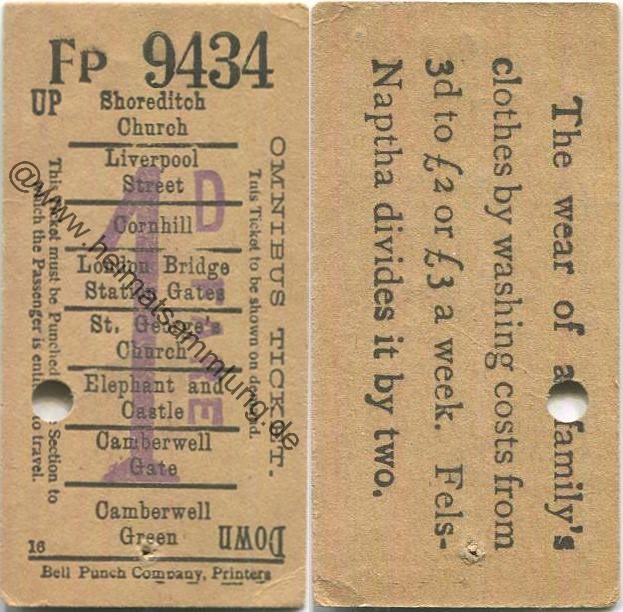 Fp 9434
UP
Shoreditch
Church
Liverpool
Street
Cornhill
London Bridge
Station Gates
St. George's
Church
Elephant and
Castle
Camberwell
Gate
Camberwell
Green
DOWN
16
Bell Punch Company, Printers
This Ticket must be Punched Section to
which the Passenger is to travel.
OMNIBUS TICKET.
This Ticket to be shown on demand.
1
@www.heimatsammlung.de
The wear of a family's
clothes by washing costs from
3d to £2 or £3 a week. Fels-
Naptha divides it by two.